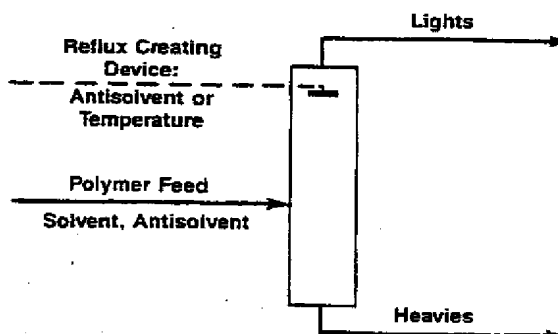 Lights
Reflux Creating
Device:
Antisolvent or
Temperature
Polymer Feed
Solvent, Antisolvent
Heavies